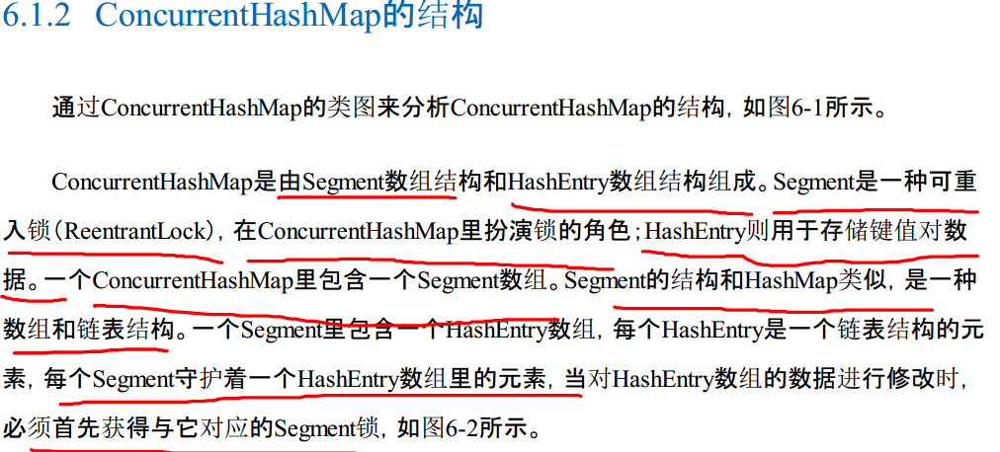 6.1.2 ConcurrentHashMap的结构
通过ConcurrentHashMap的类图来分析ConcurrentHashMap的结构，如图6-1所示。
ConcurrentHashMap是由Segment数组结构和HashEntry数组结构组成。Segment是一种可重
入锁（ReentrantLock），在ConcurrentHashMap里扮演锁的角色；HashEntry则用于存储键值对数
据。一个ConcurrentHashMap里包含一个Segment数组。Segment的结构和HashMap类似，是一种
数组和链表结构。一个Segment里包含一个HashEntry数组，每个HashEntry是一个链表结构的元
素，每个Segment守护着一个HashEntry数组里的元素，当对HashEntry数组的数据进行修改时，
必须首先获得与它对应的Segment锁，如图6-2所示。